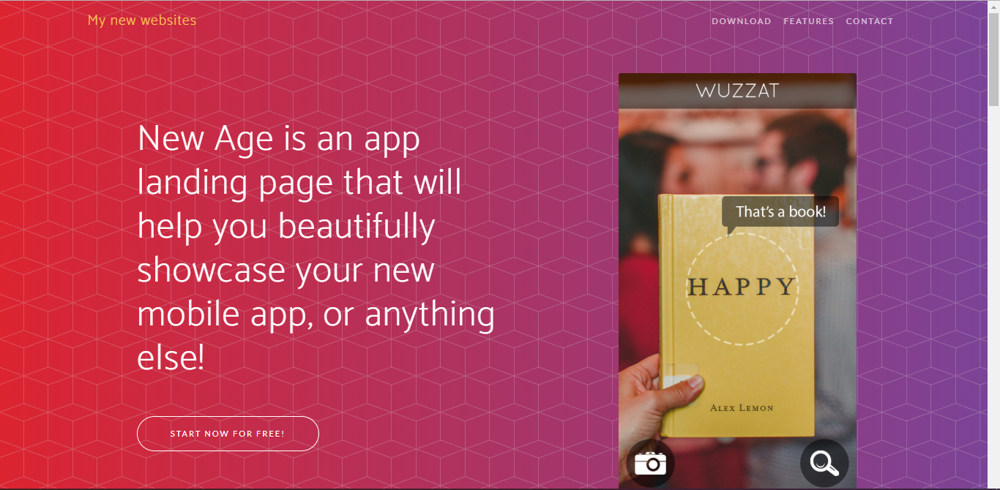 My new websites
DOWNLOAD FEATURES CONTACT
New Age is an app
landing page that will
help you beautifully
showcase your new
mobile app, or anything
else!
START NOW FOR FREE!
WUZZAT
That's a book!
HAPPY
ALEX LEMON